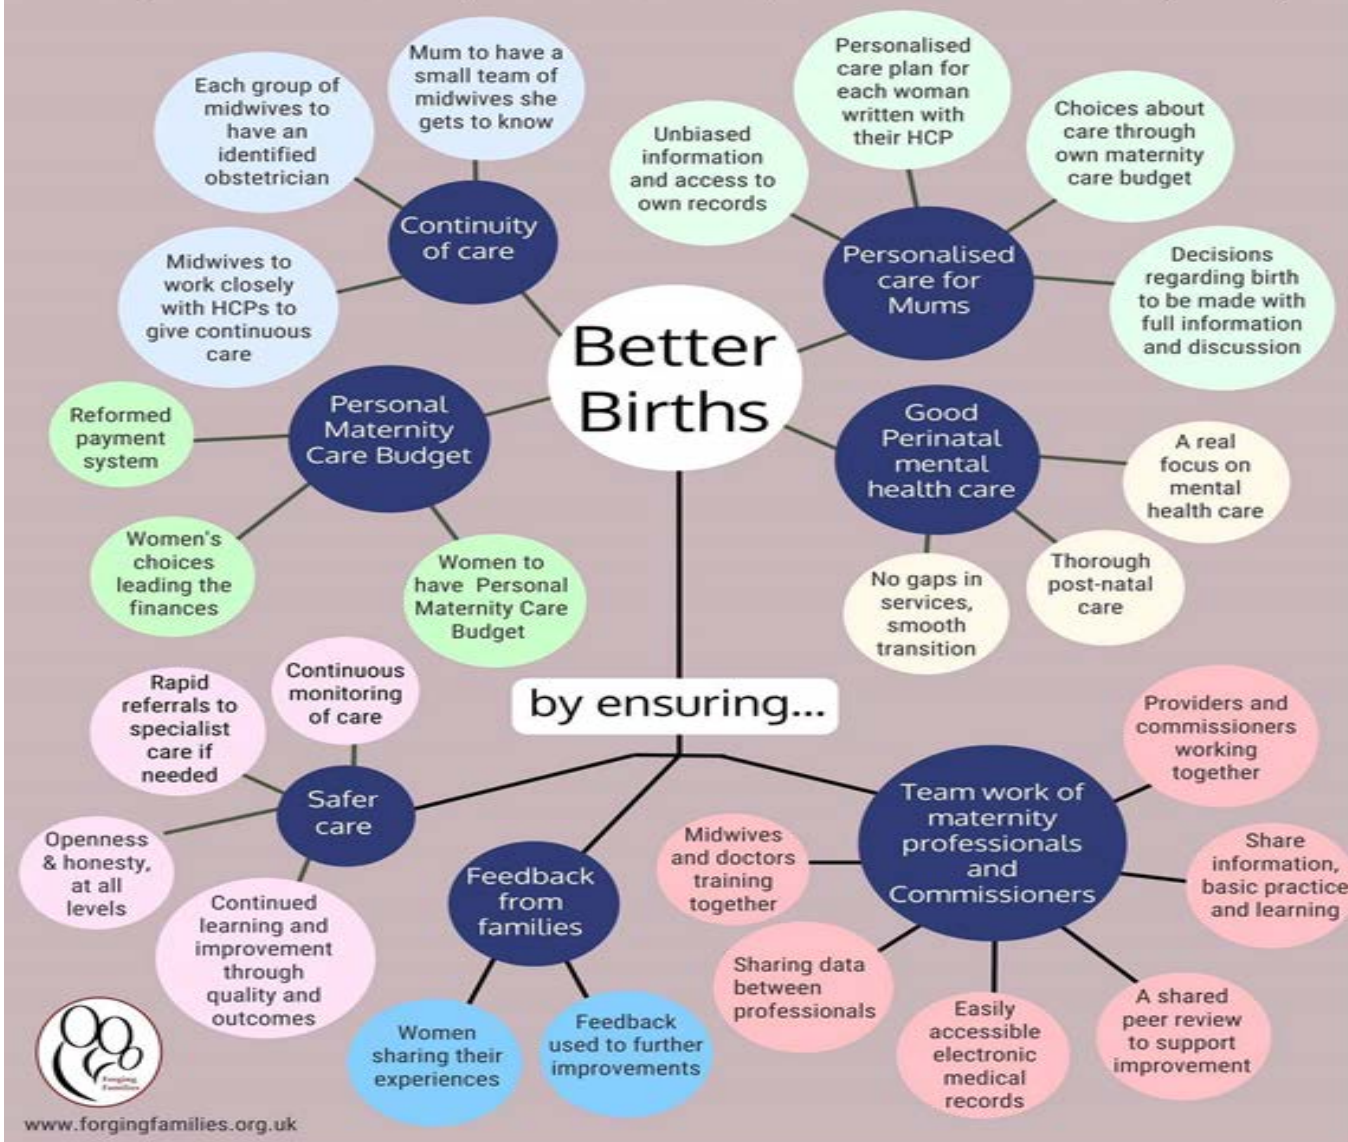 Better
Births
Continuity
of care
Each group of
midwives to
have an
identified
obstetrician
Mum to have a
small team of
midwives she
gets to know
Midwives to
work closely
with HCPs to
give continuous
care
Personalised
care for
Mums
Unbiased
information
and access to
own records
Personalised
care plan for
each woman
written with
their HCP
Choices about
care through
own maternity
care budget
Decisions
regarding birth
to be made with
full information
and discussion
Personal
Maternity
Care Budget
Reformed
payment
system
Women's
choices
leading the
finances
Women to
have Personal
Maternity Care
Budget
Good
Perinatal
mental
health care
A real
focus on
mental
health care
Thorough
post-natal
care
No gaps in
services,
smooth
transition
by ensuring...
Safer
care
Rapid
referrals to
specialist
care if
needed
Continuous
monitoring
of care
Openness
& honesty,
at all
levels
Continued
learning and
improvement
through
quality and
outcomes
Feedback
from
families
Women
sharing their
experiences
Feedback
used to further
improvements
Team work of
maternity
professionals
and
Commissioners
Providers and
commissioners
working
together
Midwives
and doctors
training
together
Share
information,
basic practice
and learning
Sharing data
between
professionals
Easily
accessible
electronic
medical
records
A shared
peer review
to support
improvement
Forging
Families
www.forgingfamilies.org.uk